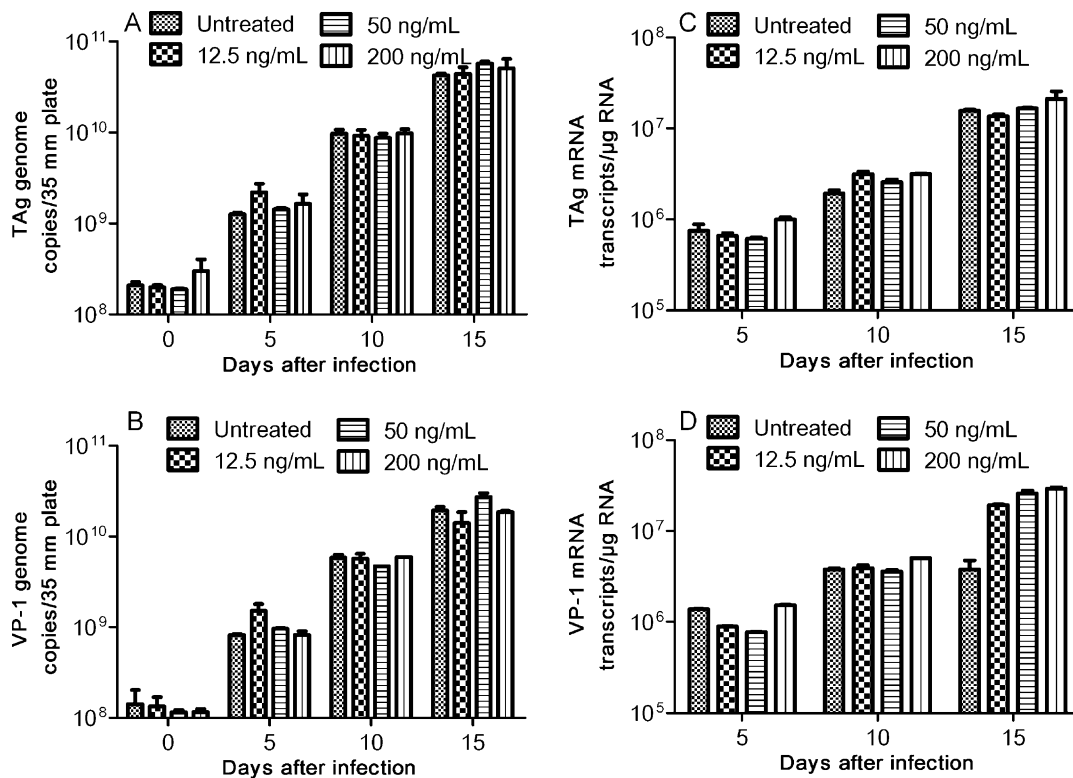 A
Untreated
50 ng/mL
12.5 ng/mL
200 ng/mL
TAg genome
copies/35 mm plate
10^11
10^10
10^9
10^8
0 5 10 15
Days after infection
C
Untreated
50 ng/mL
12.5 ng/mL
200 ng/mL
TAg mRNA
transcripts/µg RNA
10^8
10^7
10^6
10^5
5 10 15
Days after infection
B
Untreated
50 ng/mL
12.5 ng/mL
200 ng/mL
VP-1 genome
copies/35 mm plate
10^11
10^10
10^9
10^8
0 5 10 15
Days after infection
D
Untreated
50 ng/mL
12.5 ng/mL
200 ng/mL
VP-1 mRNA
transcripts/µg RNA
10^8
10^7
10^6
10^5
5 10 15
Days after infection